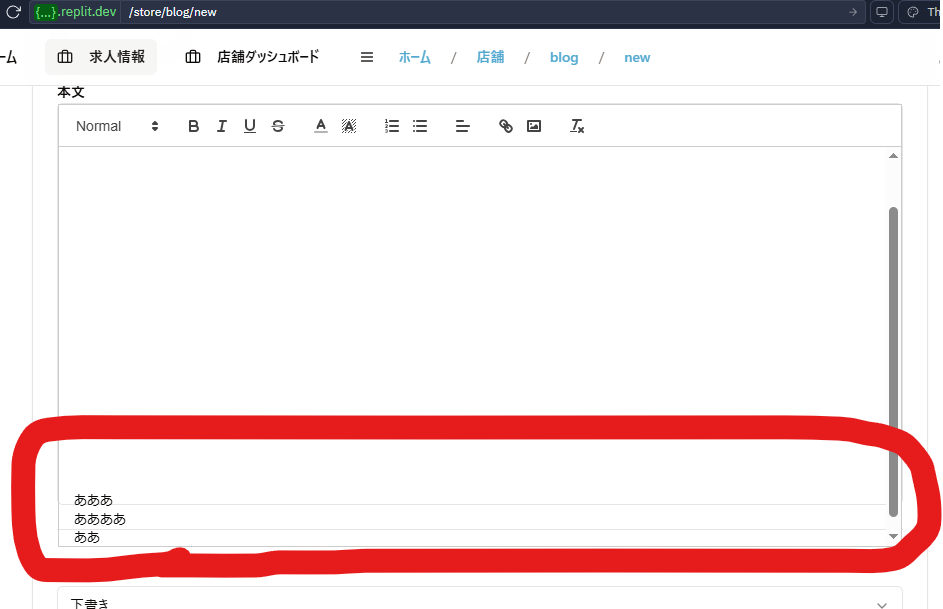 {...}.replit.dev /store/blog/new Th
ーム 求人情報 店舗ダッシュボード ホーム / 店舗 / blog / new
本文
Normal B I U S A A
あああ
ああああ
ああ
下書き